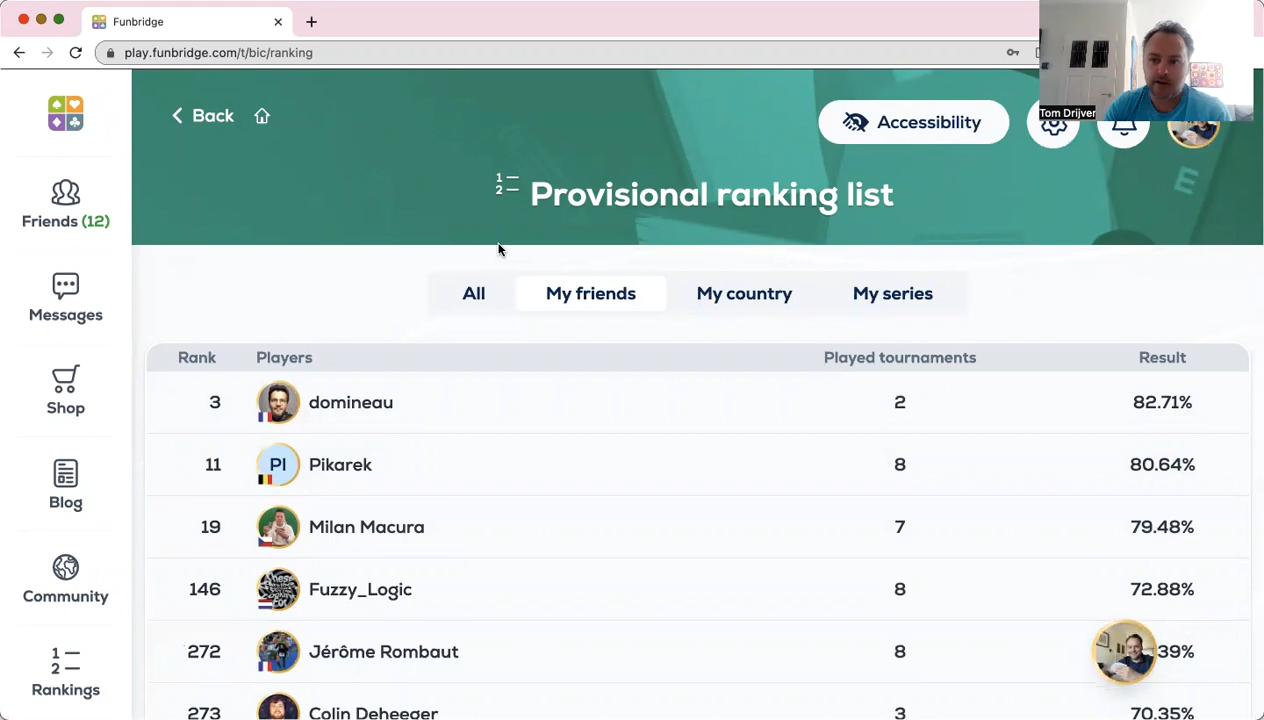 Funbridge
play.funbridge.com/t/bic/ranking
Back
Accessibility
Tom Drijver
Provisional ranking list
Friends (12)
Messages
Shop
Blog
Community
Rankings
All My friends My country My series
Rank Players Played tournaments Result
3 domineau 2 82.71%
11 PI Pikarek 8 80.64%
19 Milan Macura 7 79.48%
146 Fuzzy_Logic 8 72.88%
272 Jérôme Rombaut 8 39%
273 Colin Deheeger 3 70.35%